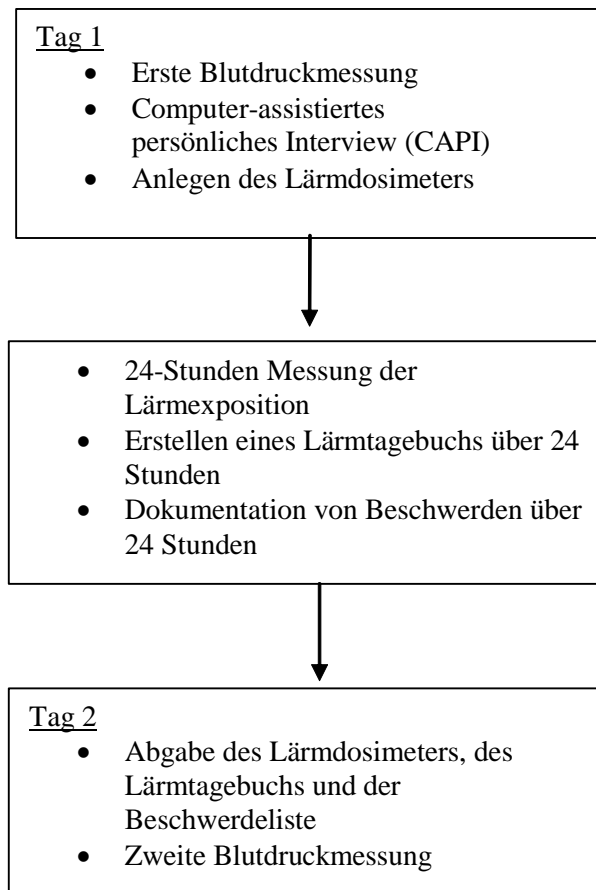 Tag 1
• Erste Blutdruckmessung
• Computer-assistiertes
persönliches Interview (CAPI)
• Anlegen des Lärmdosimeters
• 24-Stunden Messung der
Lärmexposition
• Erstellen eines Lärmtagebuchs über 24
Stunden
• Dokumentation von Beschwerden über
24 Stunden
Tag 2
• Abgabe des Lärmdosimeters, des
Lärmtagebuchs und der
Beschwerdeliste
• Zweite Blutdruckmessung